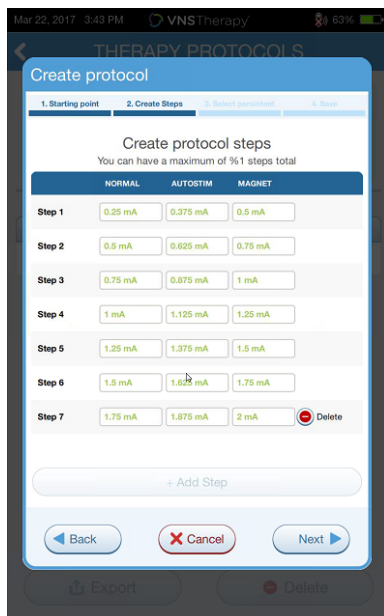 Mar 22, 2017 3:43 PM VNSTherapy 63%
THERAPY PROTOCOLS
Create protocol
1. Starting point 2. Create Steps 3. Select persistent 4. Save
Create protocol steps
You can have a maximum of %1 steps total
NORMAL AUTOSTIM MAGNET
Step 1 0.25 mA 0.375 mA 0.5 mA
Step 2 0.5 mA 0.625 mA 0.75 mA
Step 3 0.75 mA 0.875 mA 1 mA
Step 4 1 mA 1.125 mA 1.25 mA
Step 5 1.25 mA 1.375 mA 1.5 mA
Step 6 1.5 mA 1.625 mA 1.75 mA
Step 7 1.75 mA 1.875 mA 2 mA Delete
+ Add Step
Back Cancel Next
Export Delete